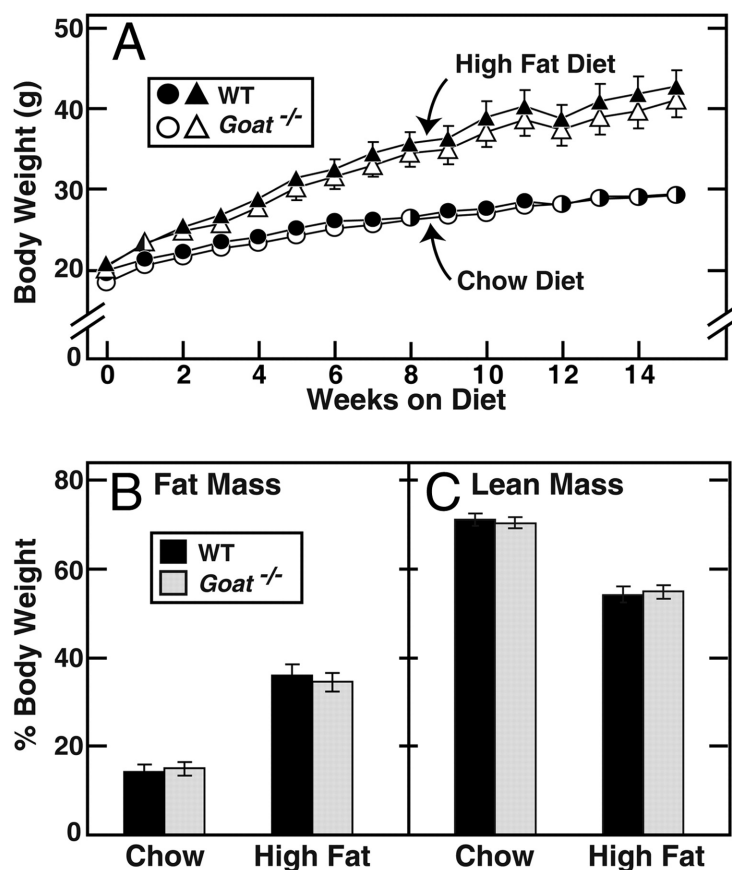 A
50
40
30
20
0
Body Weight (g)
WT
Goat -/-
High Fat Diet
Chow Diet
0 2 4 6 8 10 12 14
Weeks on Diet
B Fat Mass
C Lean Mass
80
60
40
20
0
% Body Weight
WT
Goat -/-
Chow High Fat Chow High Fat